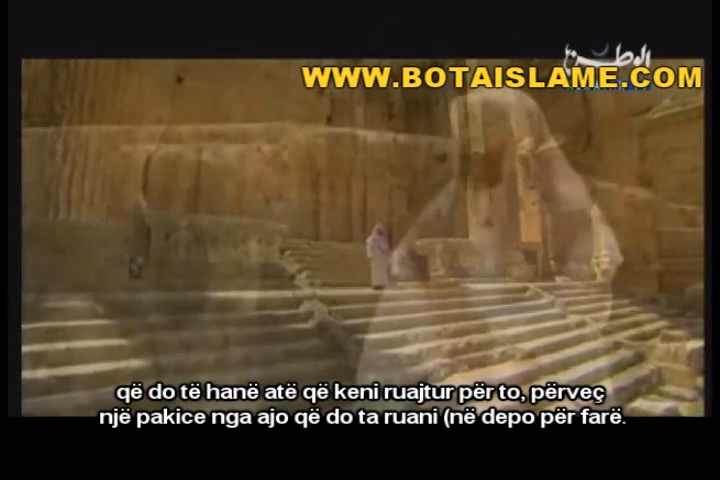 الوطن
WWW.BOTAISLAME.COM
që do të hanë atë që keni ruajtur për to, përveç
një pakice nga ajo që do ta ruani (në depo për farë.